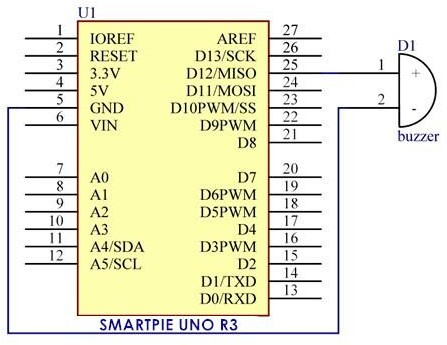 U1
1 IOREF AREF 27
2 RESET D13/SCK 26
3 3.3V D12/MISO 25
4 5V D11/MOSI 24
5 GND D10PWM/SS 23
6 VIN D9PWM 22
D8 21
7 A0 D7 20
8 A1 D6PWM 19
9 A2 D5PWM 18
10 A3 D4 17
11 A4/SDA D3PWM 16
12 A5/SCL D2 15
D1/TXD 14
D0/RXD 13
SMARTPIE UNO R3
D1
1 +
2 -
buzzer